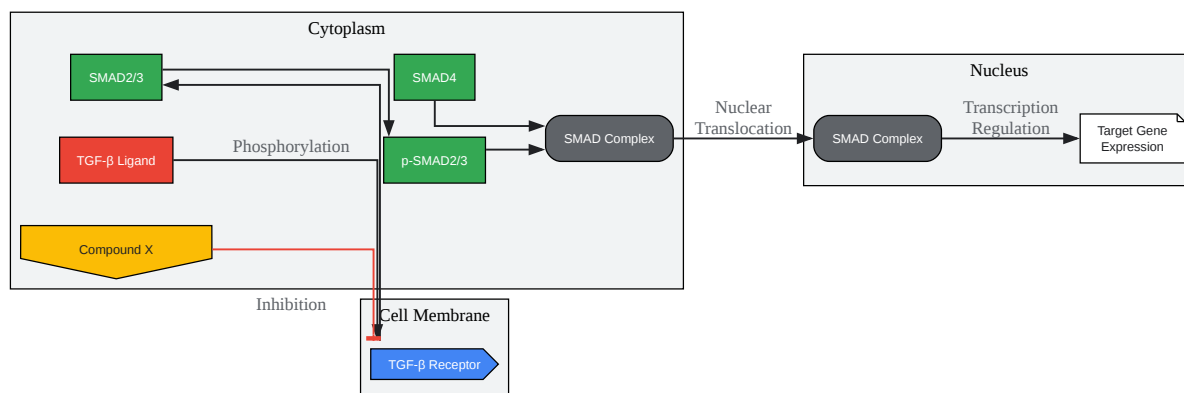 Cytoplasm
SMAD2/3
SMAD4
TGF-β Ligand
Phosphorylation
p-SMAD2/3
SMAD Complex
Compound X
Inhibition
Cell Membrane
TGF-β Receptor
Nuclear
Translocation
Nucleus
SMAD Complex
Transcription
Regulation
Target Gene
Expression